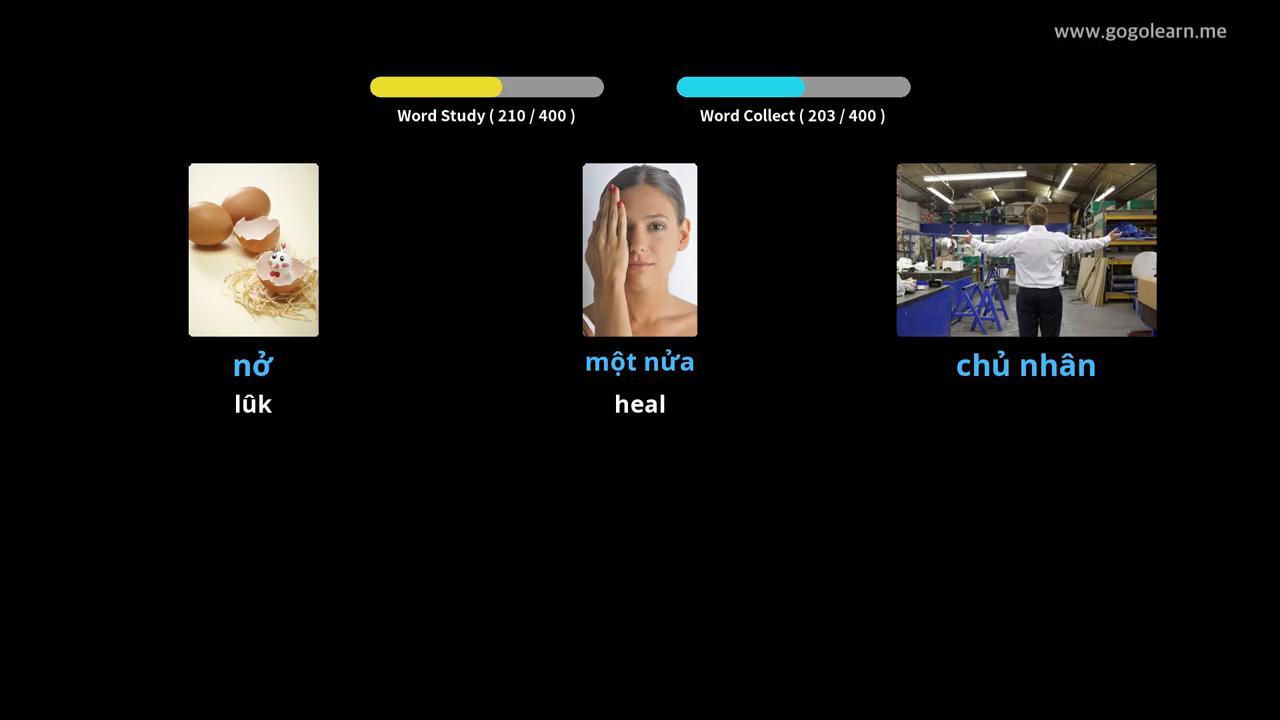 www.gogolearn.me
Word Study ( 210 / 400 )
Word Collect ( 203 / 400 )
nở
một nửa
chủ nhân
lûk
heal